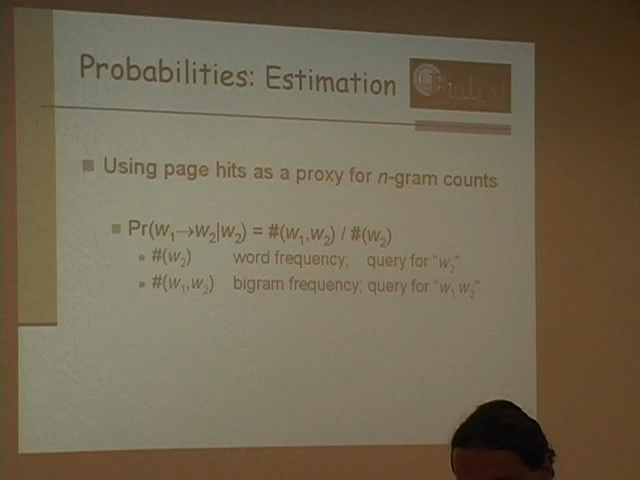 Probabilities: Estimation
BioText
Using page hits as a proxy for n-gram counts
Pr(w₁→w₂|w₂) = #(w₁,w₂) / #(w₂)
#(w₂) word frequency; query for "w₂"
#(w₁,w₂) bigram frequency; query for "w₁ w₂"